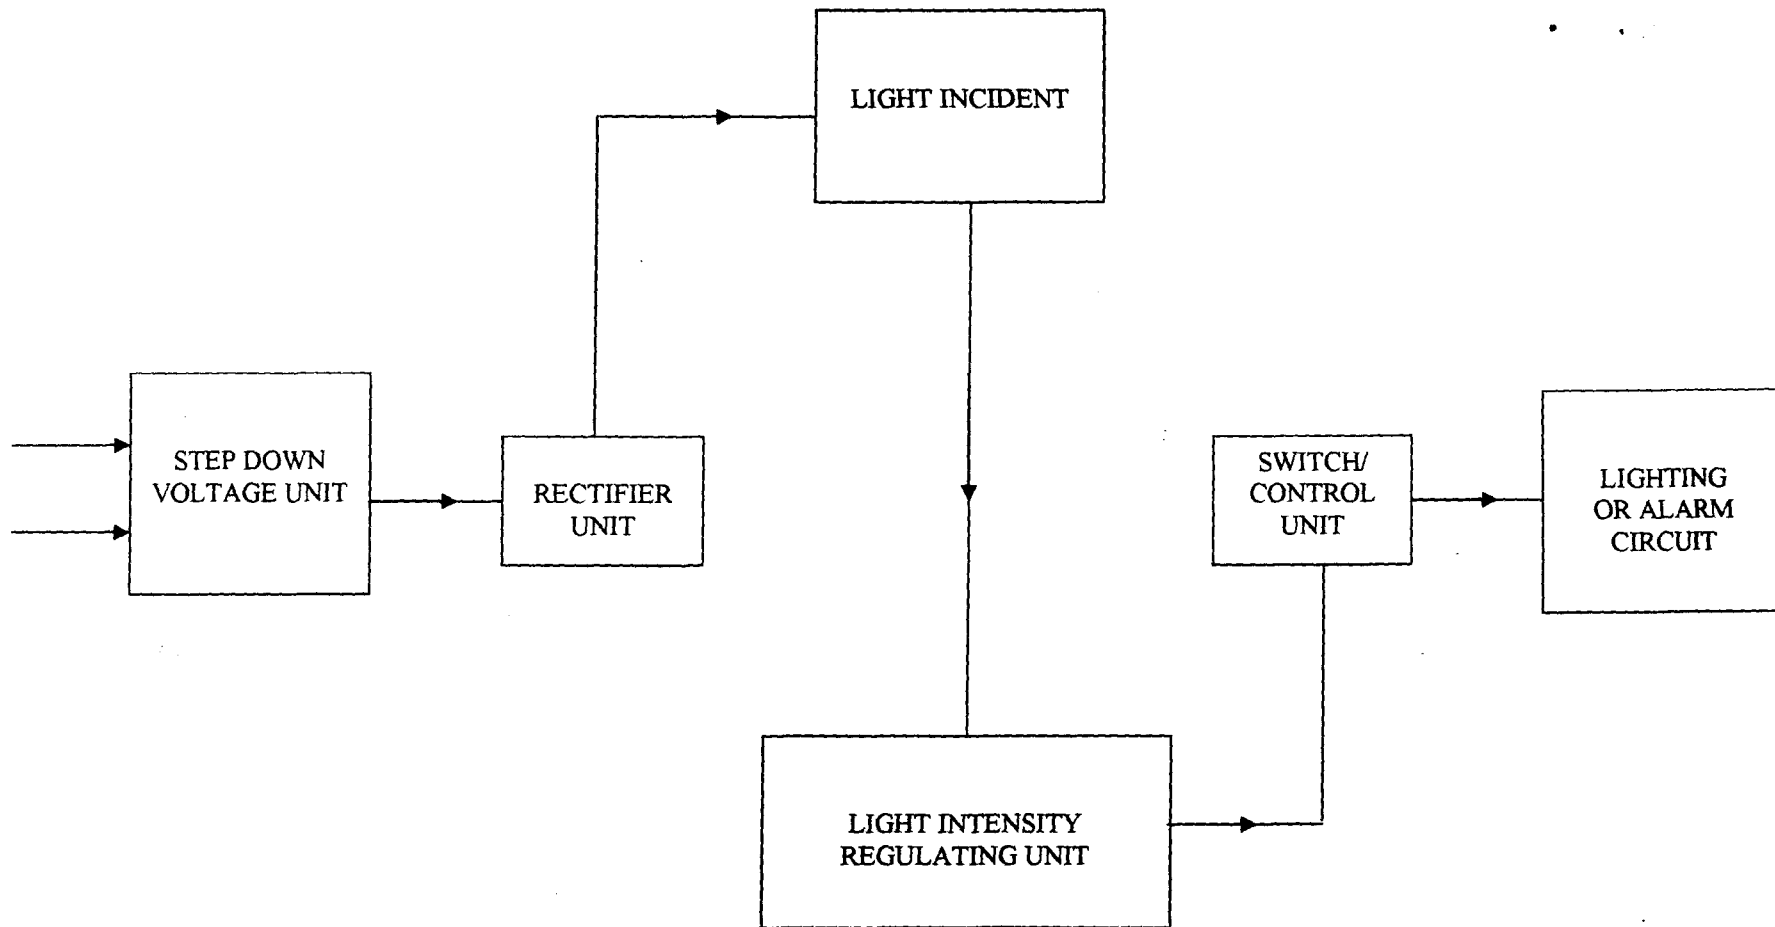 LIGHT INCIDENT
STEP DOWN
VOLTAGE UNIT
RECTIFIER
UNIT
SWITCH/
CONTROL
UNIT
LIGHTING
OR ALARM
CIRCUIT
LIGHT INTENSITY
REGULATING UNIT